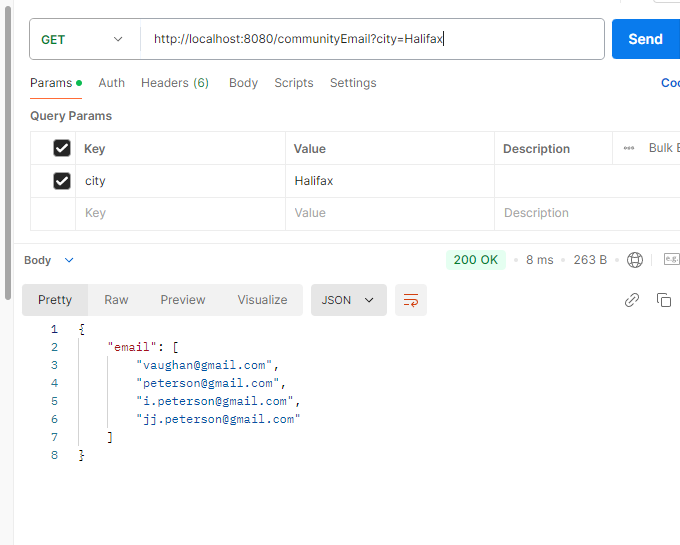 GET http://localhost:8080/communityEmail?city=Halifax Send
Params Auth Headers (6) Body Scripts Settings Coo
Query Params
Key Value Description Bulk E
city Halifax
Key Value Description
Body 200 OK 8 ms 263 B e.g.
Pretty Raw Preview Visualize JSON
1 {
2 "email": [
3 "vaughan@gmail.com",
4 "peterson@gmail.com",
5 "i.peterson@gmail.com",
6 "jj.peterson@gmail.com"
7 ]
8 }